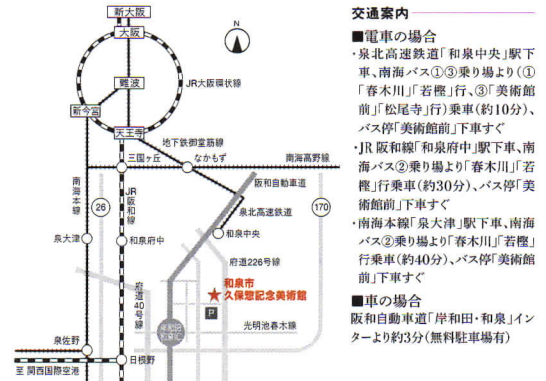 新大阪
大阪
N
難波
JR大阪環状線
新今宮
天王寺
地下鉄御堂筋線
三国ヶ丘
なかもず
南海高野線
南海本線
26
JR阪和線
阪和自動車道
泉北高速鉄道
170
泉大津
和泉府中
和泉中央
府道226号線
府道40号線
和泉市
久保惣記念美術館
P
光明池春木線
泉佐野
日根野
至 関西国際空港
交通案内
■電車の場合
・泉北高速鉄道「和泉中央」駅下
車、南海バス①③乗り場より(①
「春木川」「若樫」行、③「美術館
前」「松尾寺」行)乗車(約10分)、
バス停「美術館前」下車すぐ
・JR阪和線「和泉府中」駅下車、南
海バス②乗り場より「春木川」「若
樫」行乗車(約30分)、バス停「美
術館前」下車すぐ
・南海本線「泉大津」駅下車、南海
バス②乗り場より「春木川」「若樫」
行乗車(約40分)、バス停「美術館
前」下車すぐ
■車の場合
阪和自動車道「岸和田・和泉」イン
ターより約3分(無料駐車場有)